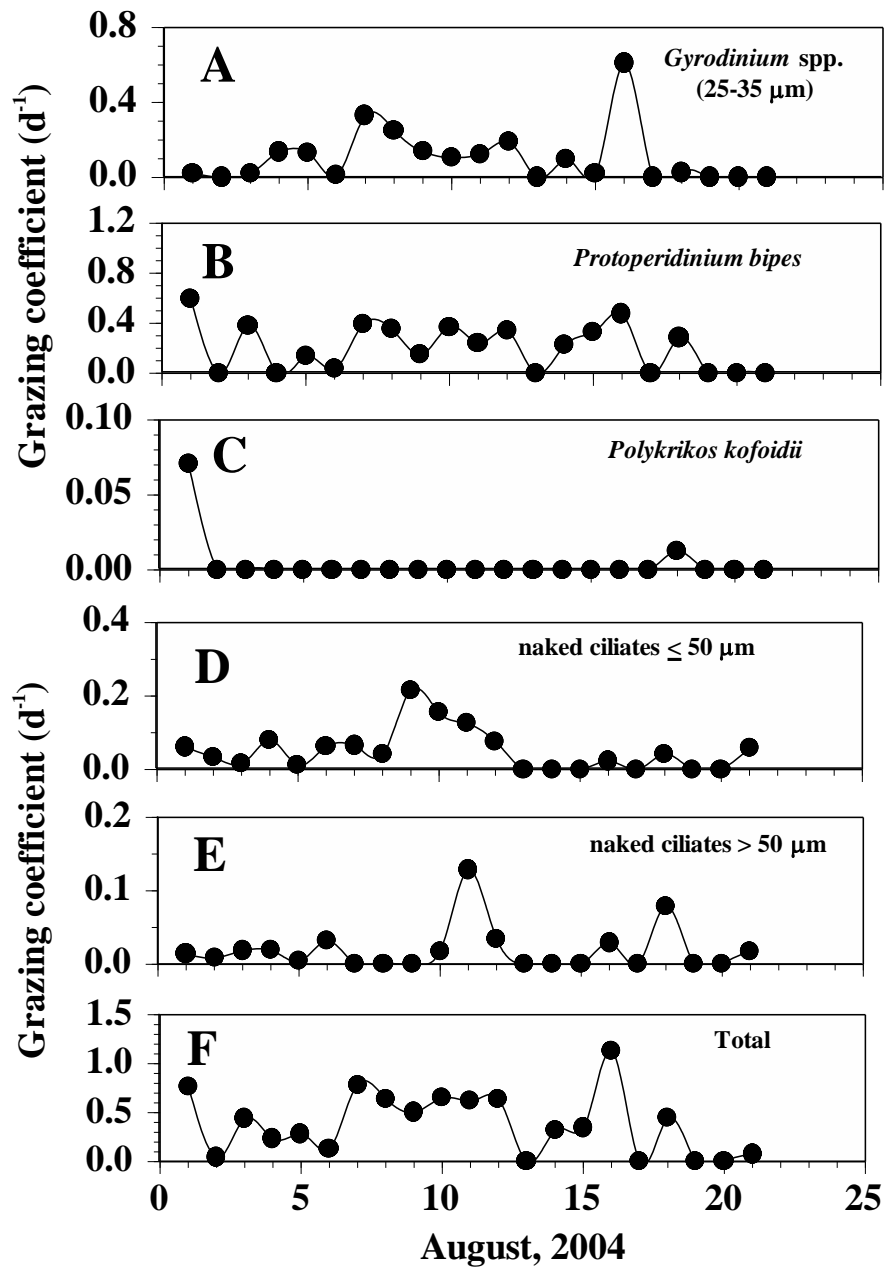 Grazing coefficient (d-1)
0.8
0.4
0.0
A
Gyrodinium spp.
(25-35 µm)
1.2
0.8
0.4
0.0
B
Protoperidinium bipes
0.10
0.05
0.00
C
Polykrikos kofoidii
Grazing coefficient (d-1)
0.4
0.2
0.0
D
naked ciliates ≤ 50 µm
0.2
0.1
0.0
E
naked ciliates > 50 µm
1.5
1.0
0.5
0.0
F
Total
0 5 10 15 20 25
August, 2004